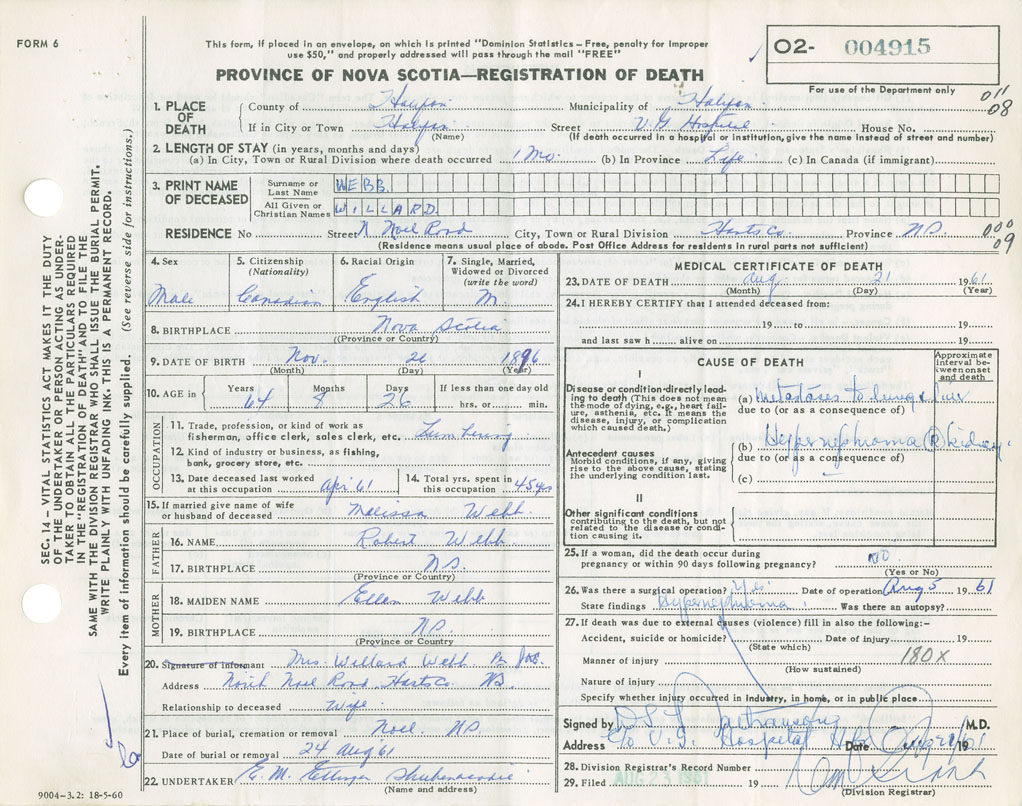 FORM 6
This form, if placed in an envelope, on which is printed "Dominion Statistics – Free, penalty for improper
use $50," and properly addressed will pass through the mail "FREE"
PROVINCE OF NOVA SCOTIA—REGISTRATION OF DEATH
O2- 004915
For use of the Department only
011
08
1. PLACE OF DEATH
County of Halifax Municipality of Halifax
If in City or Town Halifax Street V.G. Hospital House No.
(Name) (If death occurred in a hospital or institution, give the name instead of street and number)
2. LENGTH OF STAY (in years, months and days)
(a) In City, Town or Rural Division where death occurred 1 Mo. (b) In Province Life (c) In Canada (if immigrant)
3. PRINT NAME OF DECEASED
Surname or Last Name WEBB
All Given or Christian Names WILLARD
RESIDENCE No Street N Noel Road City, Town or Rural Division Hants Co. Province N.S.
000
09
(Residence means usual place of abode. Post Office Address for residents in rural parts not sufficient)
4. Sex Male
5. Citizenship (Nationality) Canadian
6. Racial Origin English
7. Single, Married, Widowed or Divorced (write the word) M.
8. BIRTHPLACE Nova Scotia
(Province or Country)
9. DATE OF BIRTH Nov. 26 1896
(Month) (Day) (Year)
10. AGE in Years 64 Months 8 Days 26 If less than one day old
hrs. or min.
OCCUPATION
11. Trade, profession, or kind of work as
fisherman, office clerk, sales clerk, etc. Lumbering
12. Kind of industry or business, as fishing,
bank, grocery store, etc.
13. Date deceased last worked at this occupation Apr 61
14. Total yrs. spent in this occupation 45 yrs
15. If married give name of wife
or husband of deceased Melissa Webb
FATHER
16. NAME Robert Webb
17. BIRTHPLACE N.S.
(Province or Country)
MOTHER
18. MAIDEN NAME Ellen Webb
19. BIRTHPLACE N.S.
(Province or Country
20. Signature of informant Mrs. Willard Webb
Address North Noel Road Hants Co. N.S.
Relationship to deceased Wife
21. Place of burial, cremation or removal Noel N.S.
Date of burial or removal 24 Aug 61
22. UNDERTAKER E. M. Ettinger Shubenacadie
(Name and address)
9004-3.2: 18-5-60
MEDICAL CERTIFICATE OF DEATH
23. DATE OF DEATH Aug 21 1961
(Month) (Day) (Year)
24. I HEREBY CERTIFY that I attended deceased from:
19 to 19
and last saw h alive on 19
CAUSE OF DEATH
Approximate interval between onset and death
I
Disease or condition directly leading to death (This does not mean the mode of dying, e.g., heart failure, asthenia, etc. It means the disease, injury, or complication which caused death.)
(a) Metastases to lung & liver
due to (or as a consequence of)
Antecedent causes
Morbid conditions, if any, giving rise to the above cause, stating the underlying condition last.
(b) Hypernephroma (R) kidney
due to (or as a consequence of)
(c)
II
Other significant conditions
contributing to the death, but not related to the disease or condition causing it.
25. If a woman, did the death occur during
pregnancy or within 90 days following pregnancy? no
(Yes or No)
26. Was there a surgical operation? Yes Date of operation Aug 5 1961
State findings Hypernephroma Was there an autopsy?
27. If death was due to external causes (violence) fill in also the following:-
Accident, suicide or homicide? Date of injury 19
(State which)
Manner of injury 180X
(How sustained)
Nature of injury
Specify whether injury occurred in industry, in home, or in public place
Signed by M.D.
Address c/o V.G. Hospital Hfx Date 19 61
28. Division Registrar's Record Number
29. Filed AUG 23 1961
(Division Registrar)
SEC. 14 – VITAL STATISTICS ACT MAKES IT THE DUTY
OF THE UNDERTAKER OR PERSON ACTING AS UNDER-
TAKER TO OBTAIN ALL THE PARTICULARS REQUIRED
IN THE "REGISTRATION OF DEATH" AND TO FILE THE
SAME WITH THE DIVISION REGISTRAR WHO SHALL ISSUE THE BURIAL PERMIT.
WRITE PLAINLY WITH UNFADING INK. THIS IS A PERMANENT RECORD.
Every item of information should be carefully supplied. (See reverse side for instructions.)